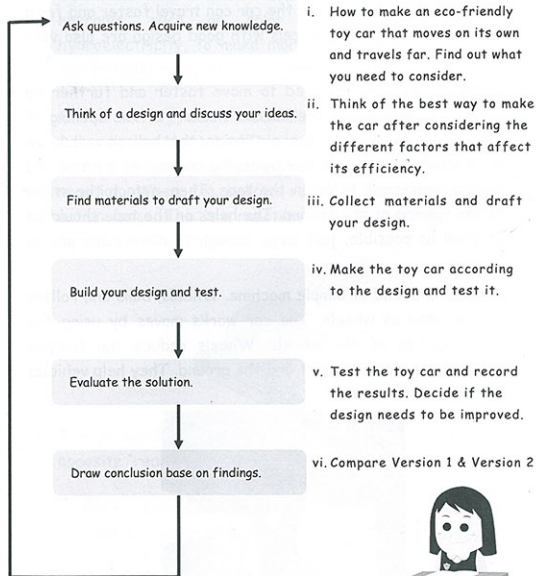 Ask questions. Acquire new knowledge.
i. How to make an eco-friendly
toy car that moves on its own
and travels far. Find out what
you need to consider.
Think of a design and discuss your ideas.
ii. Think of the best way to make
the car after considering the
different factors that affect
its efficiency.
Find materials to draft your design.
iii. Collect materials and draft
your design.
Build your design and test.
iv. Make the toy car according
to the design and test it.
Evaluate the solution.
v. Test the toy car and record
the results. Decide if the
design needs to be improved.
Draw conclusion base on findings.
vi. Compare Version 1 & Version 2